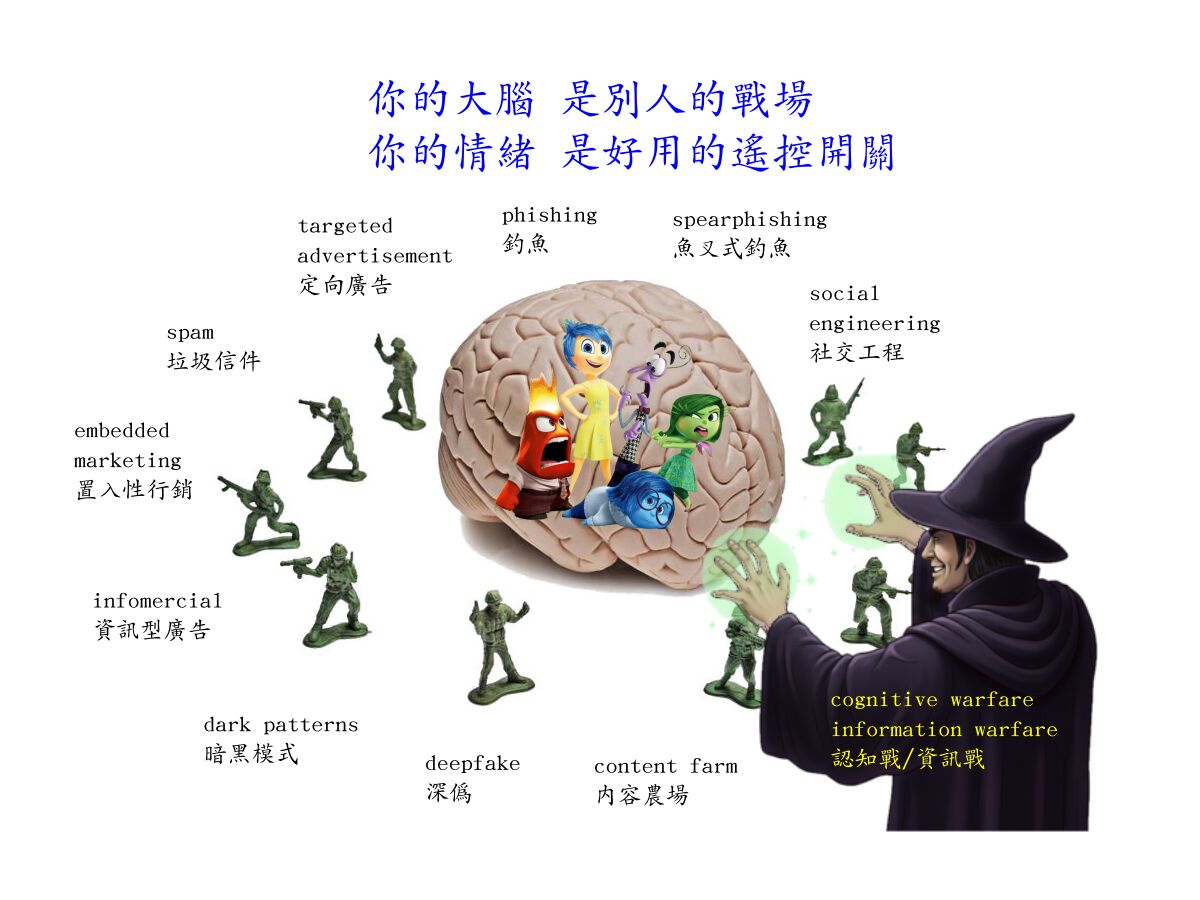 你的大腦 是別人的戰場
你的情緒 是好用的遙控開關
phishing
釣魚
spearphishing
魚叉式釣魚
targeted
advertisement
定向廣告
social
engineering
社交工程
spam
垃圾信件
embedded
marketing
置入性行銷
infomercial
資訊型廣告
dark patterns
暗黑模式
deepfake
深偽
content farm
內容農場
cognitive warfare
information warfare
認知戰/資訊戰